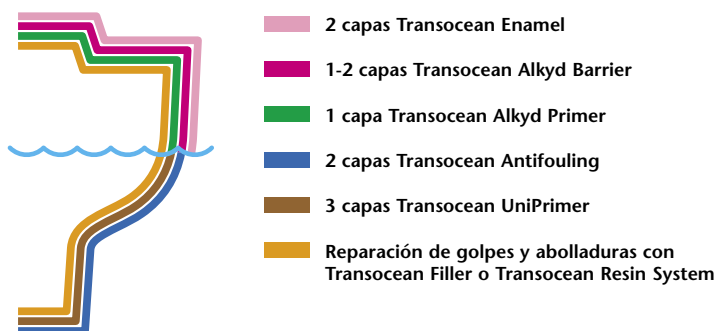 2 capas Transocean Enamel
1-2 capas Transocean Alkyd Barrier
1 capa Transocean Alkyd Primer
2 capas Transocean Antifouling
3 capas Transocean UniPrimer
Reparación de golpes y abolladuras con
Transocean Filler o Transocean Resin System